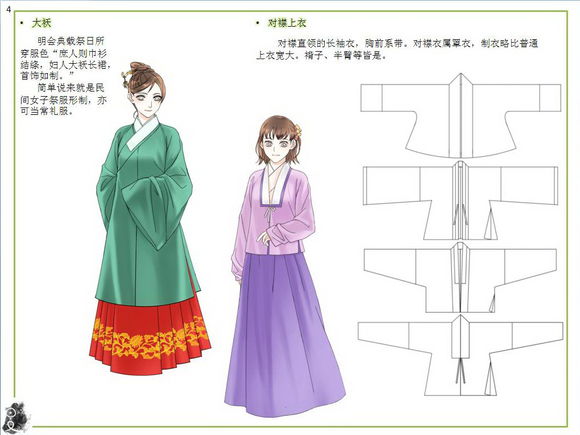 4
• 大袄
明会典载祭日所
穿服色“庶人则巾衫
结绦，妇人大袄长裙，
首饰如制。”
简单说来就是民
间女子祭服形制，亦
可当常礼服。
• 对襟上衣
对襟直领的长袖衣，胸前系带。对襟衣属罩衣，制衣略比普通
上衣宽大。褙子、半臂等皆是。